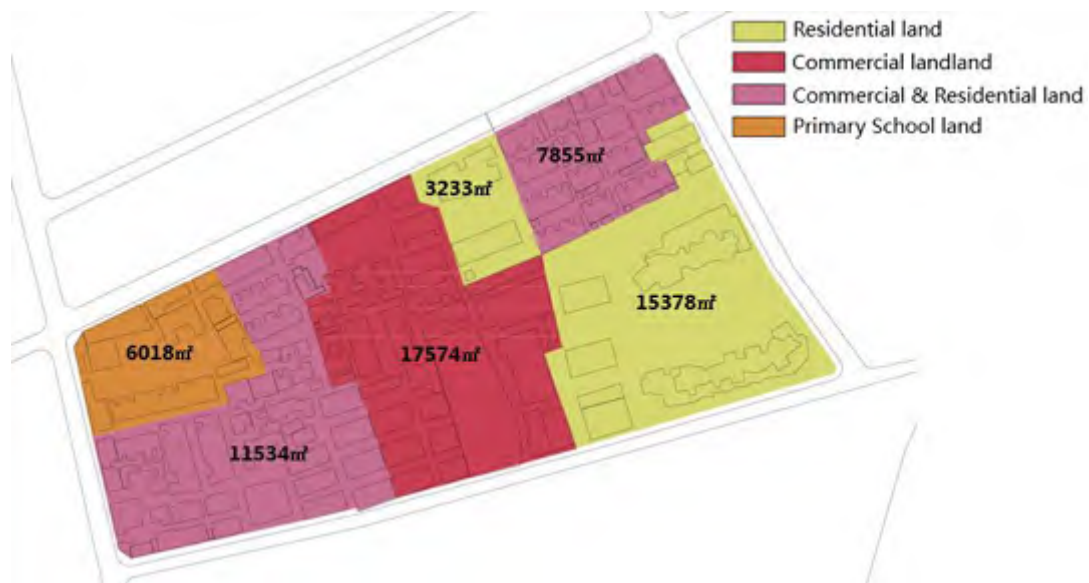 Residential land
Commercial landland
Commercial & Residential land
Primary School land
7855㎡
3233㎡
15378㎡
6018㎡
17574㎡
11534㎡